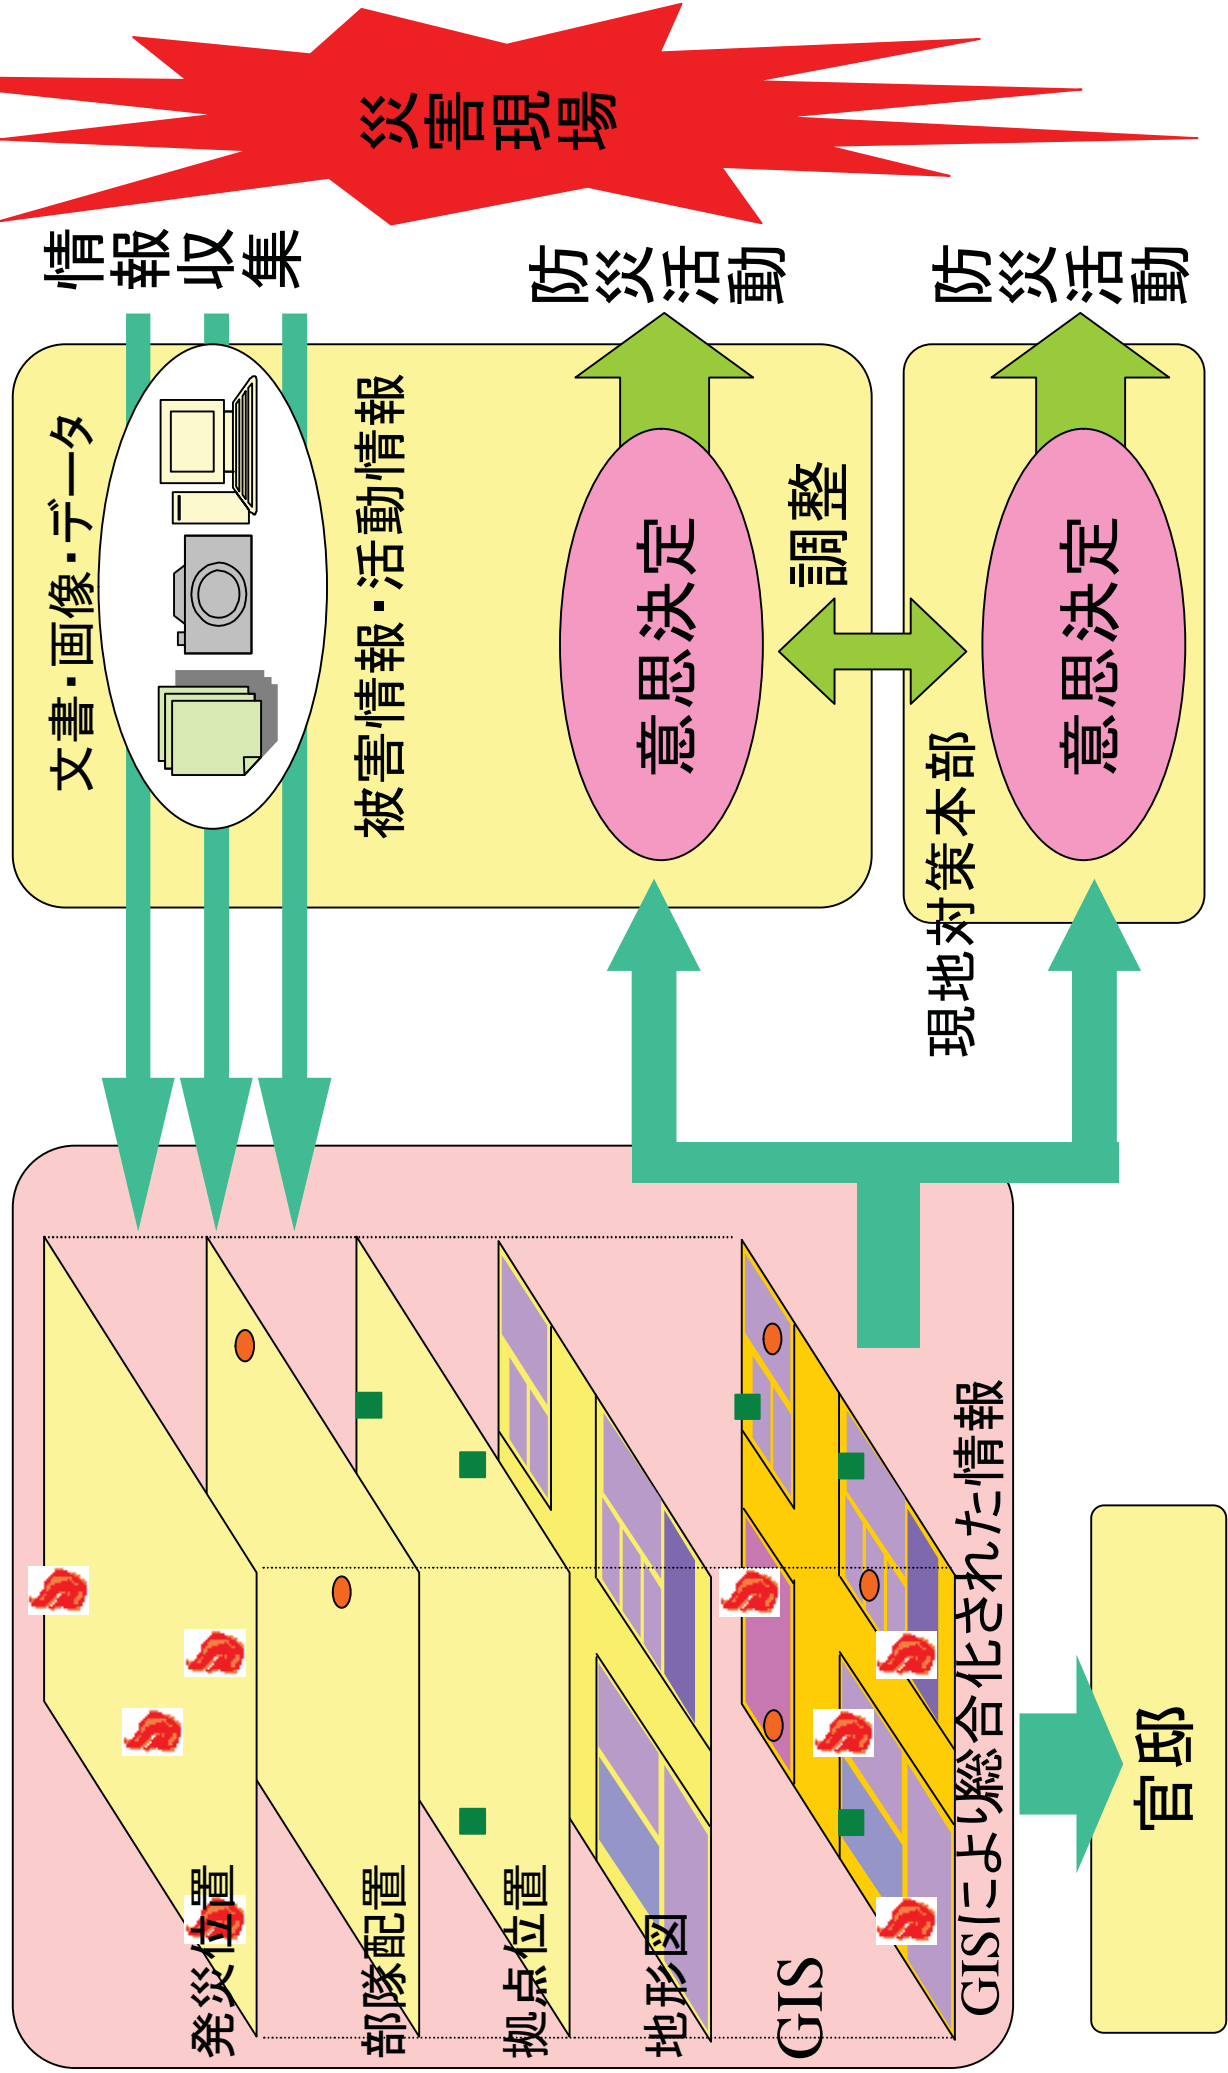 発災位置
部隊配置
拠点位置
地形図
GIS
GISにより総合化された情報
官邸
文書・画像・データ
被害情報・活動情報
意思決定
調整
現地対策本部
意思決定
情報収集
防災活動
防災活動
災害現場